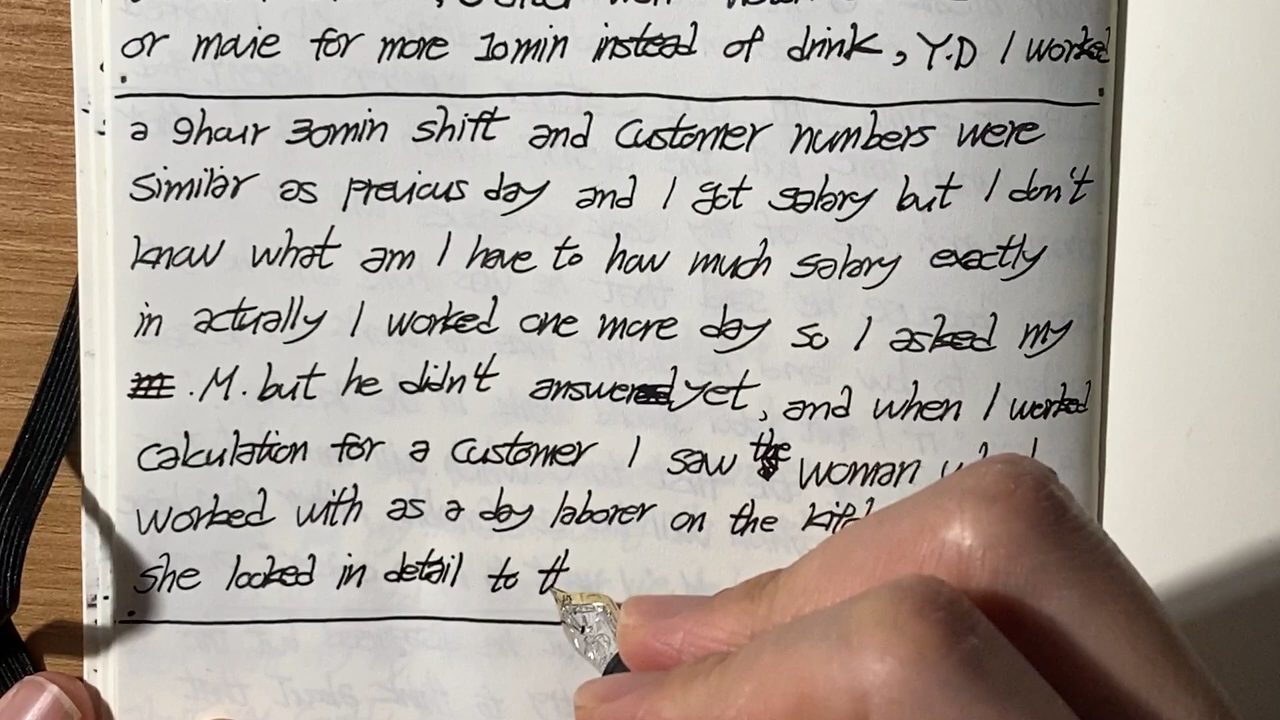 or maie for more 10min instead of drink, Y.D I worked
a 9hour 30min shift and customer numbers were
similar as previous day and I got salary but I don't
know what am I have to how much salary exactly
in actually I worked one more day so I asked my
.M. but he didn't answer yet, and when I worked
calculation for a customer I saw the woman
worked with as a day laborer on the
she looked in detail to